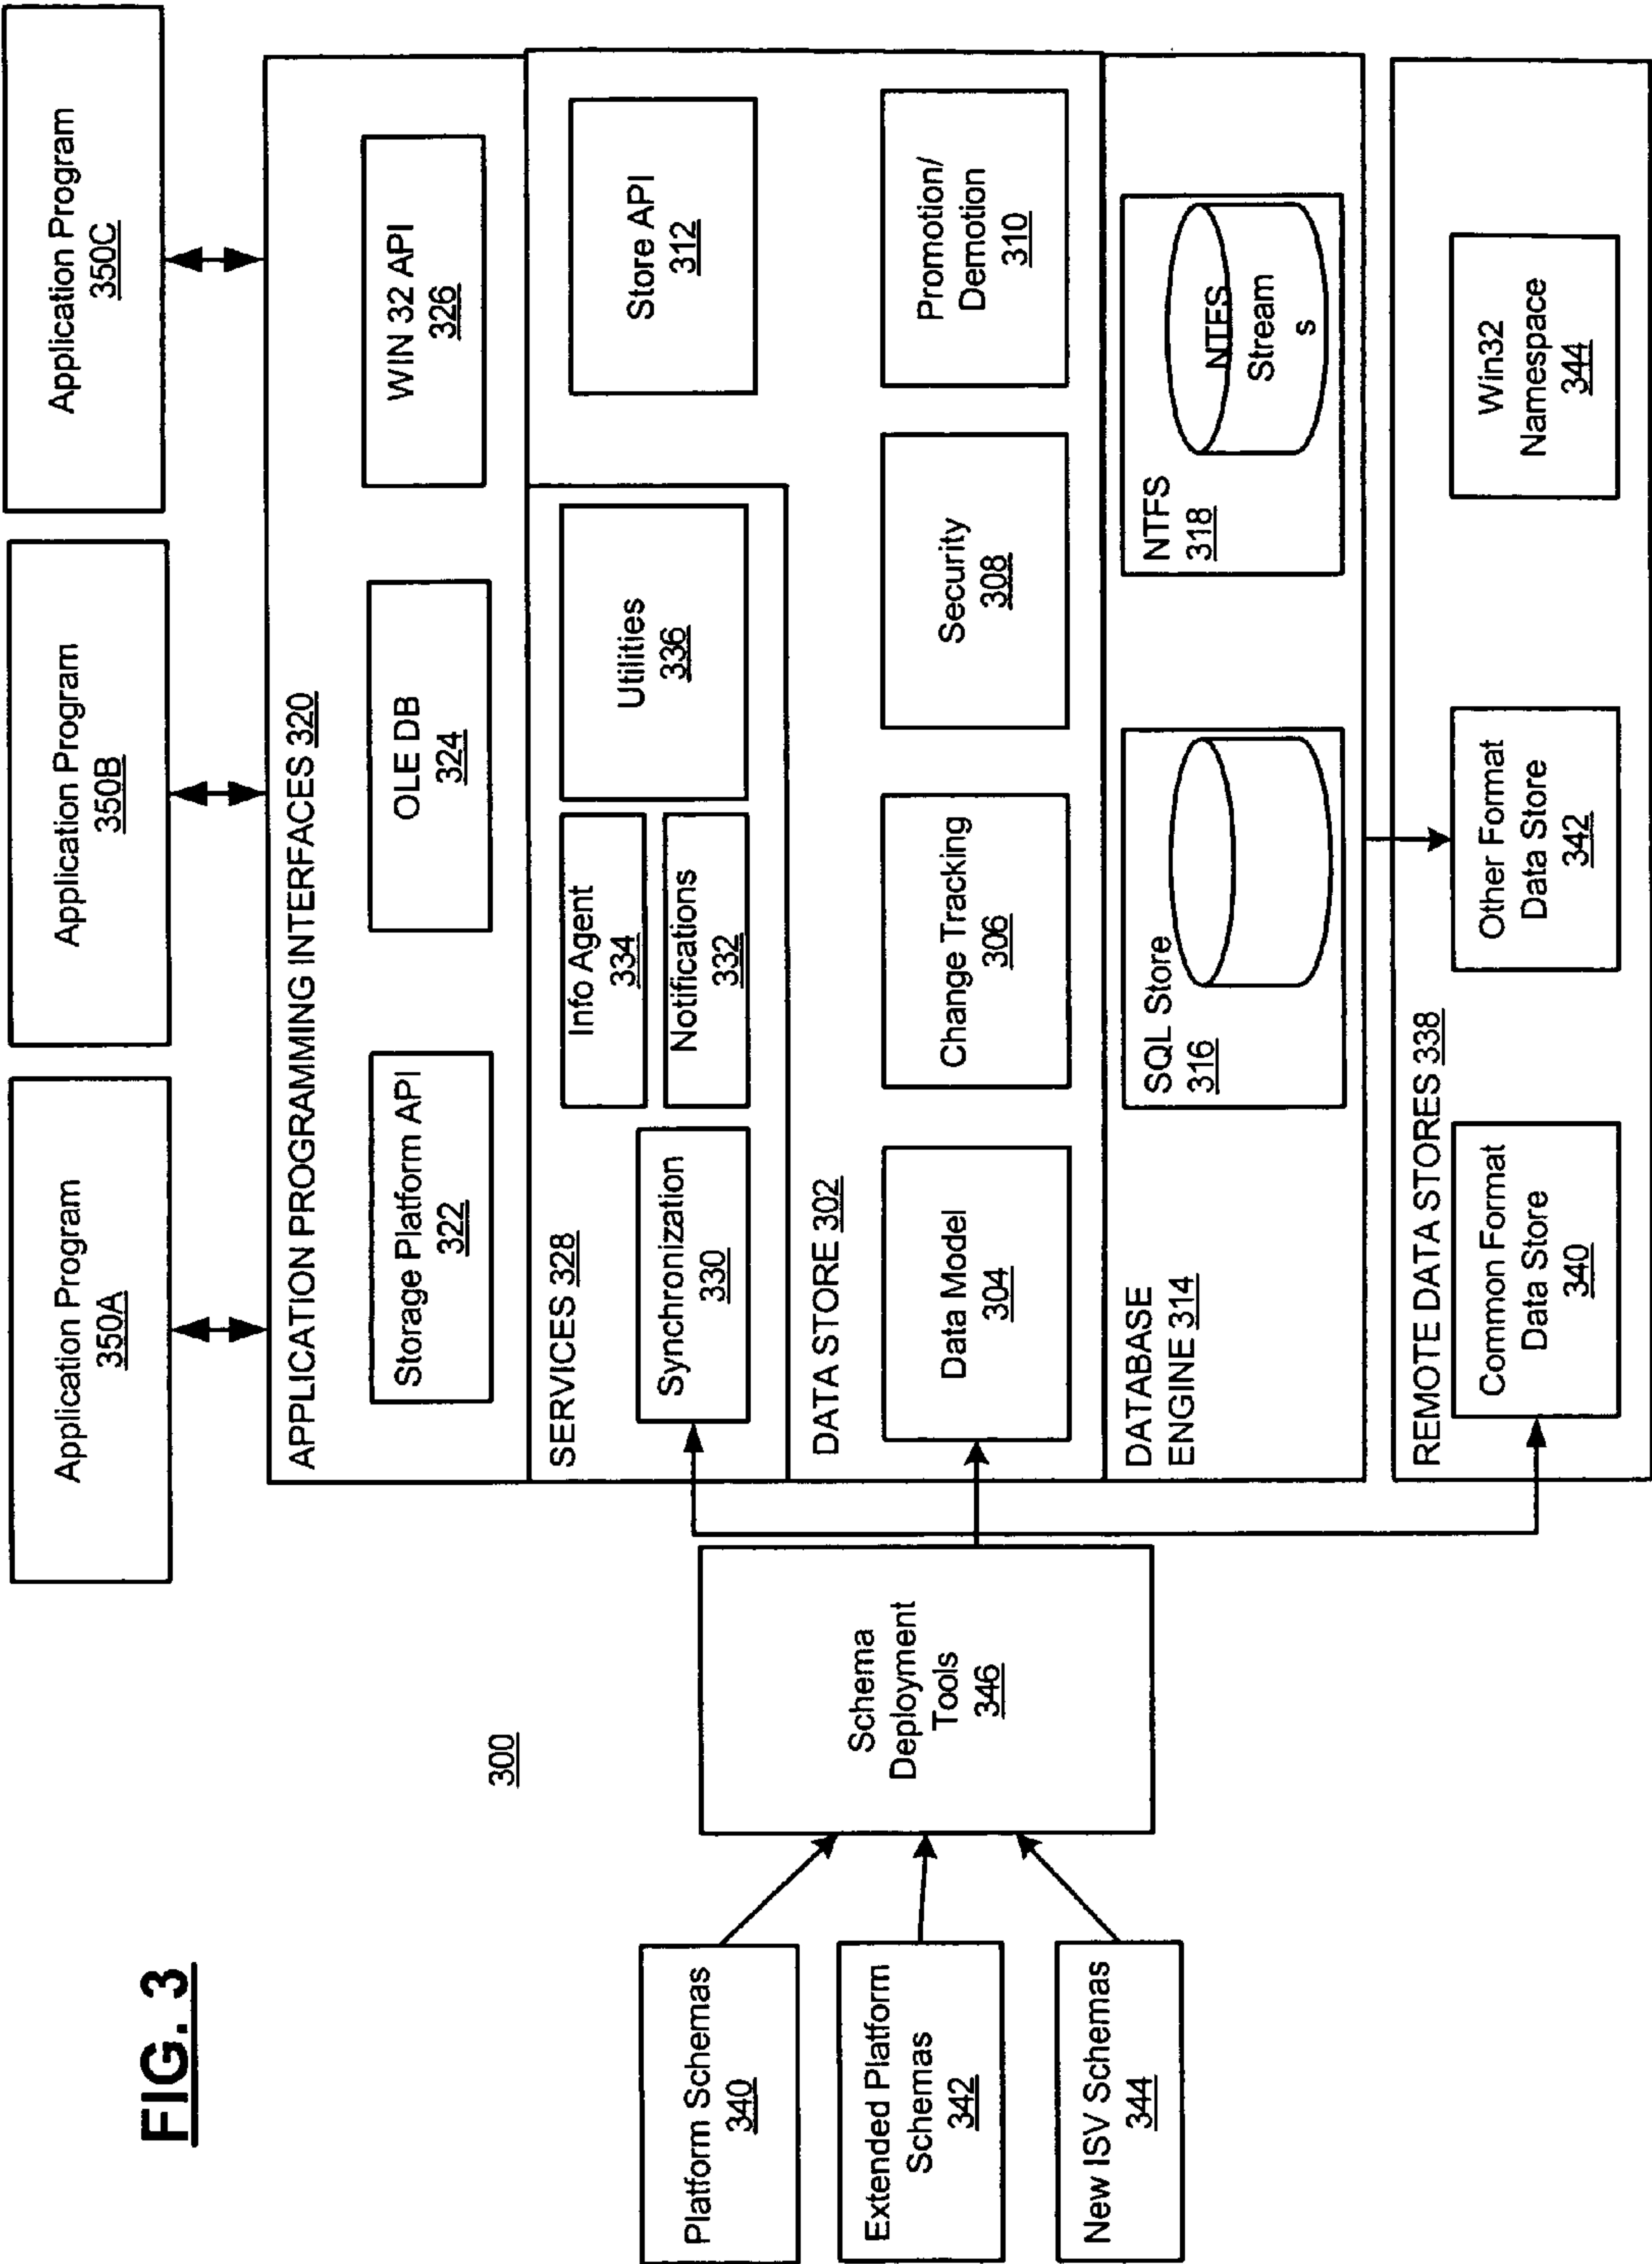 FIG. 3
300
Application Program
350A
Application Program
350B
Application Program
350C
APPLICATION PROGRAMMING INTERFACES 320
Storage Platform API
322
OLE DB
324
WIN 32 API
326
SERVICES 328
Synchronization
330
Info Agent
334
Notifications
332
Utilities
336
Store API
312
DATA STORE 302
Data Model
304
Change Tracking
306
Security
308
Promotion/
Demotion
310
DATABASE
ENGINE 314
SQL Store
316
NTFS
318
NTFS
Stream
s
REMOTE DATA STORES 338
Common Format
Data Store
340
Other Format
Data Store
342
Win32
Namespace
344
Schema
Deployment
Tools
346
Platform Schemas
340
Extended Platform
Schemas
342
New ISV Schemas
344